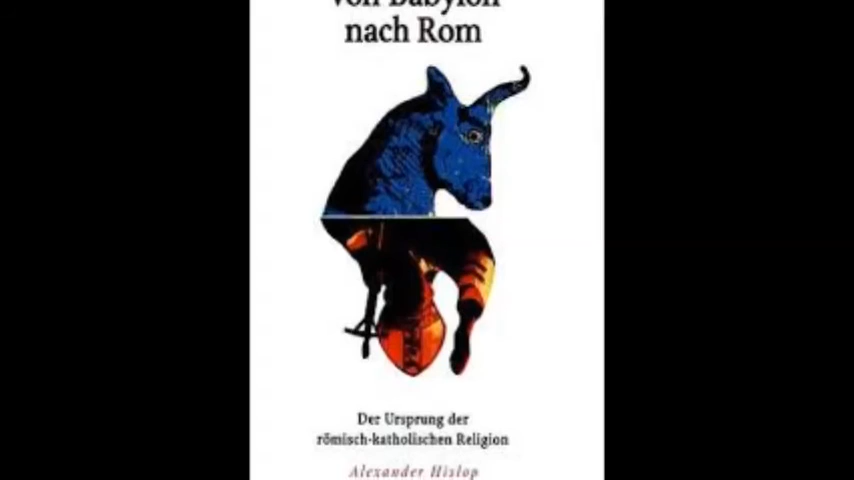 von Babylon
nach Rom
Der Ursprung der
römisch-katholischen Religion
Alexander Hislop